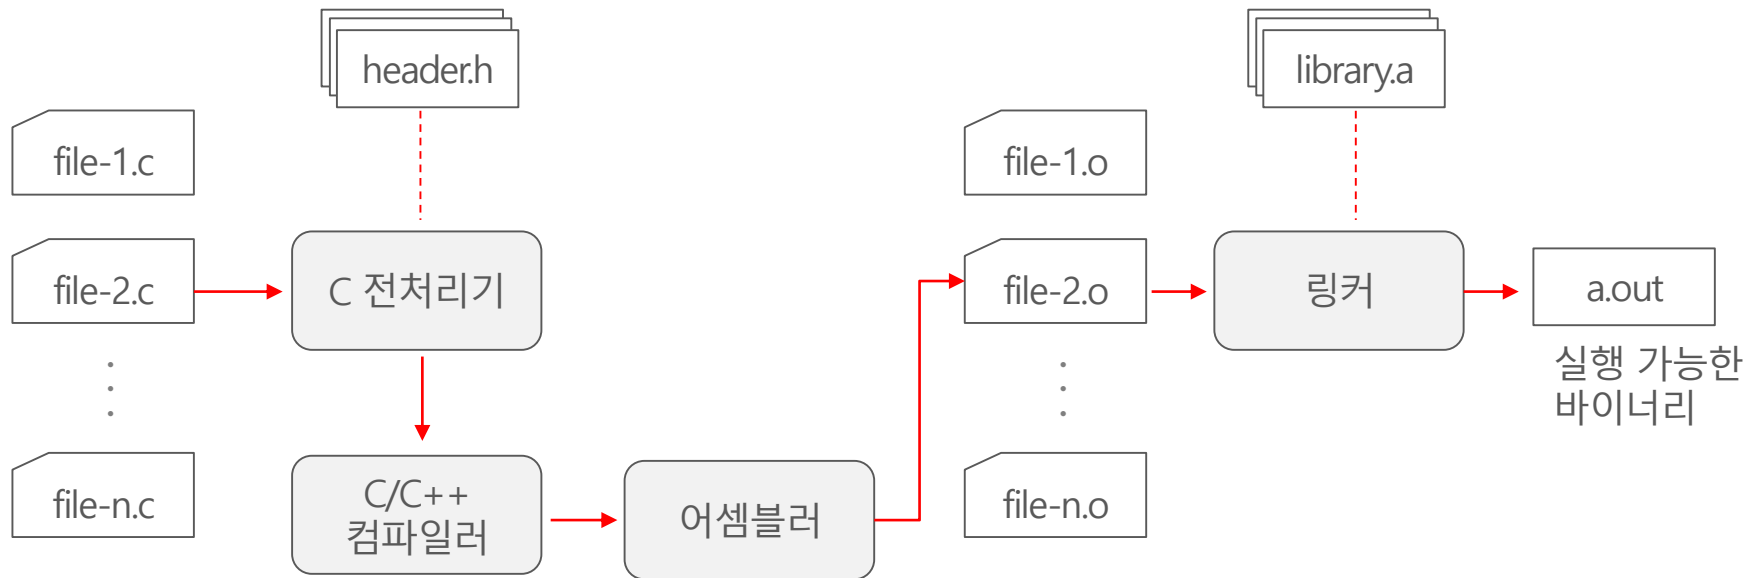 header.h
library.a
file-1.c
file-1.o
file-2.c
C 전처리기
file-2.o
링커
a.out
실행 가능한
바이너리
file-n.c
C/C++
컴파일러
어셈블러
file-n.o